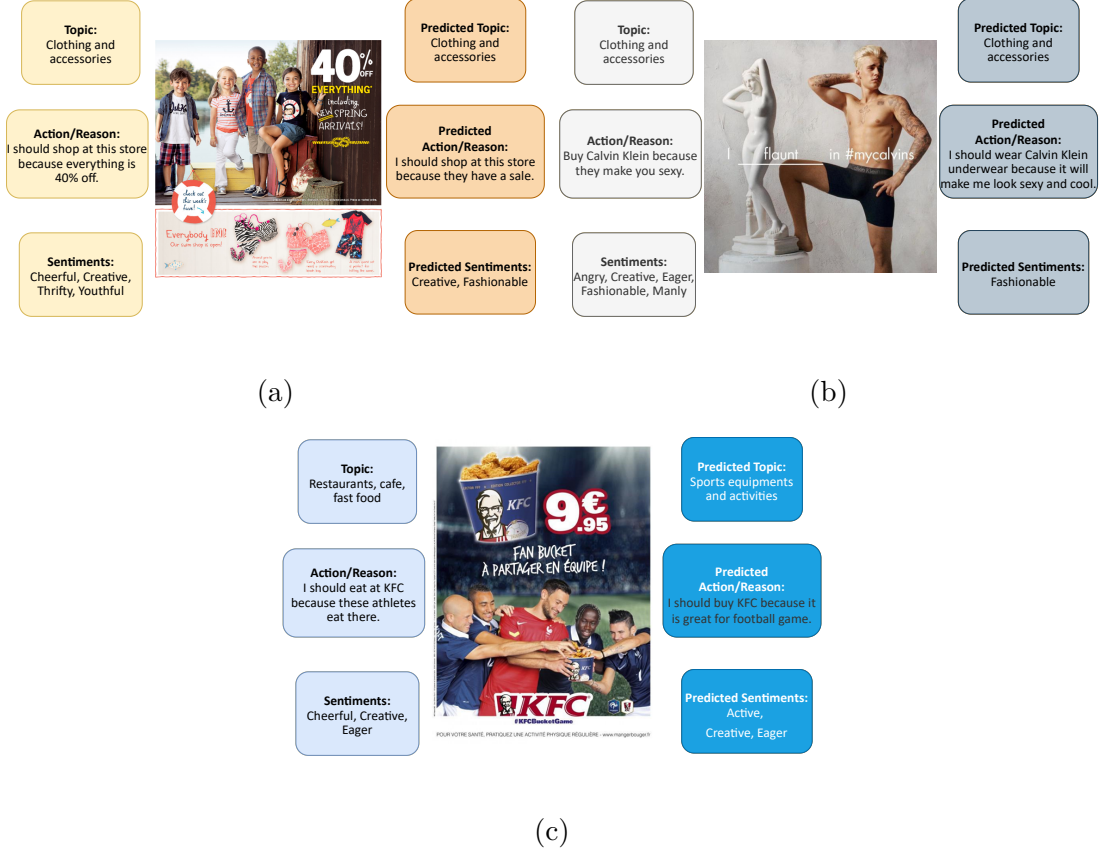 Topic:
Clothing and
accessories
Action/Reason:
I should shop at this store
because everything is
40% off.
Sentiments:
Cheerful, Creative,
Thrifty, Youthful
40% OFF
EVERYTHING*
including
NEW SPRING
ARRIVALS!
check out
this week's
Everybody
Our swim shop is open!
Predicted Topic:
Clothing and
accessories
Predicted
Action/Reason:
I should shop at this store
because they have a sale.
Predicted Sentiments:
Creative, Fashionable
(a)
Topic:
Clothing and
accessories
Action/Reason:
Buy Calvin Klein because
they make you sexy.
Sentiments:
Angry, Creative, Eager,
Fashionable, Manly
I flaunt in #mycalvins
Predicted Topic:
Clothing and
accessories
Predicted
Action/Reason:
I should wear Calvin Klein
underwear because it will
make me look sexy and cool.
Predicted Sentiments:
Fashionable
(b)
Topic:
Restaurants, cafe,
fast food
Action/Reason:
I should eat at KFC
because these athletes
eat there.
Sentiments:
Cheerful, Creative,
Eager
KFC
9€.95
FAN BUCKET
À PARTAGER EN ÉQUIPE !
KFC
KFC
#KFCBucketGame
POUR VOTRE SANTÉ, PRATIQUEZ UNE ACTIVITÉ PHYSIQUE RÉGULIÈRE - www.mangerbouger.fr
Predicted Topic:
Sports equipments
and activities
Predicted
Action/Reason:
I should buy KFC because it
is great for football game.
Predicted Sentiments:
Active,
Creative, Eager
(c)